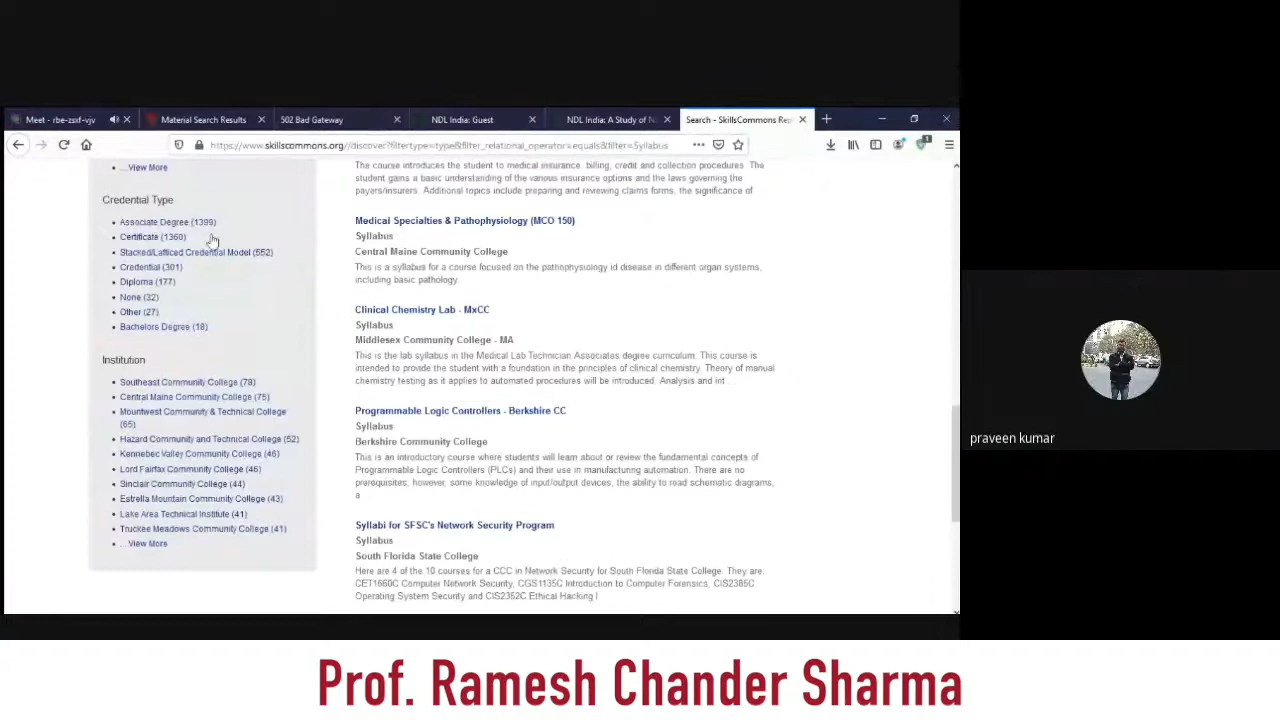 Meet - rbe-zsxf-vjv
Material Search Results
502 Bad Gateway
NDL India: Guest
NDL India: A Study of N
Search - SkillsCommons Rep
https://www.skillscommons.org//discover?filtertype=type&filter_relational_operator=equals&filter=Syllabus
... View More
Credential Type
Associate Degree (1399)
Certificate (1360)
Stacked/Latticed Credential Model (552)
Credential (301)
Diploma (177)
None (32)
Other (27)
Bachelors Degree (18)
Institution
Southeast Community College (78)
Central Maine Community College (75)
Mountwest Community & Technical College
(65)
Hazard Community and Technical College (52)
Kennebec Valley Community College (46)
Lord Fairfax Community College (46)
Sinclair Community College (44)
Estrella Mountain Community College (43)
Lake Area Technical Institute (41)
Truckee Meadows Community College (41)
... View More
The course introduces the student to medical insurance, billing, credit and collection procedures. The
student gains a basic understanding of the various insurance options and the laws governing the
payers/insurers. Additional topics include preparing and reviewing claims forms, the significance of
Medical Specialties & Pathophysiology (MCO 150)
Syllabus
Central Maine Community College
This is a syllabus for a course focused on the pathophysiology id disease in different organ systems,
including basic pathology.
Clinical Chemistry Lab - MxCC
Syllabus
Middlesex Community College - MA
This is the lab syllabus in the Medical Lab Technician Associates degree curriculum. This course is
intended to provide the student with a foundation in the principles of clinical chemistry. Theory of manual
chemistry testing as it applies to automated procedures will be introduced. Analysis and int ...
Programmable Logic Controllers - Berkshire CC
Syllabus
Berkshire Community College
This is an introductory course where students will learn about or review the fundamental concepts of
Programmable Logic Controllers (PLCs) and their use in manufacturing automation. There are no
prerequisites; however, some knowledge of input/output devices, the ability to read schematic diagrams,
a
Syllabi for SFSC's Network Security Program
Syllabus
South Florida State College
Here are 4 of the 10 courses for a CCC in Network Security for South Florida State College. They are:
CET1660C Computer Network Security, CGS1135C Introduction to Computer Forensics, CIS2385C
Operating System Security and CIS2352C Ethical Hacking I
praveen kumar
Prof. Ramesh Chander Sharma